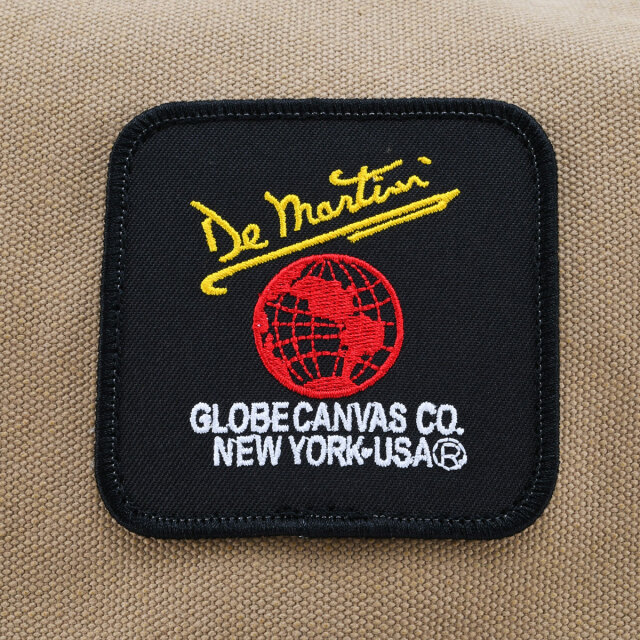 De Martini
GLOBE CANVAS CO.
NEW YORK-USA®